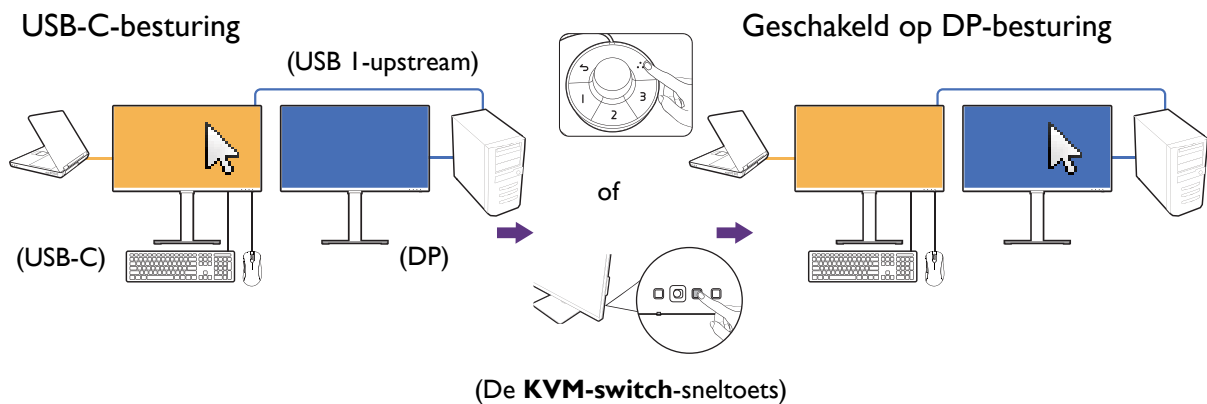 USB-C-besturing
Geschakeld op DP-besturing
(USB 1-upstream)
1
2
3
of
(USB-C)
(DP)
(De KVM-switch-sneltoets)